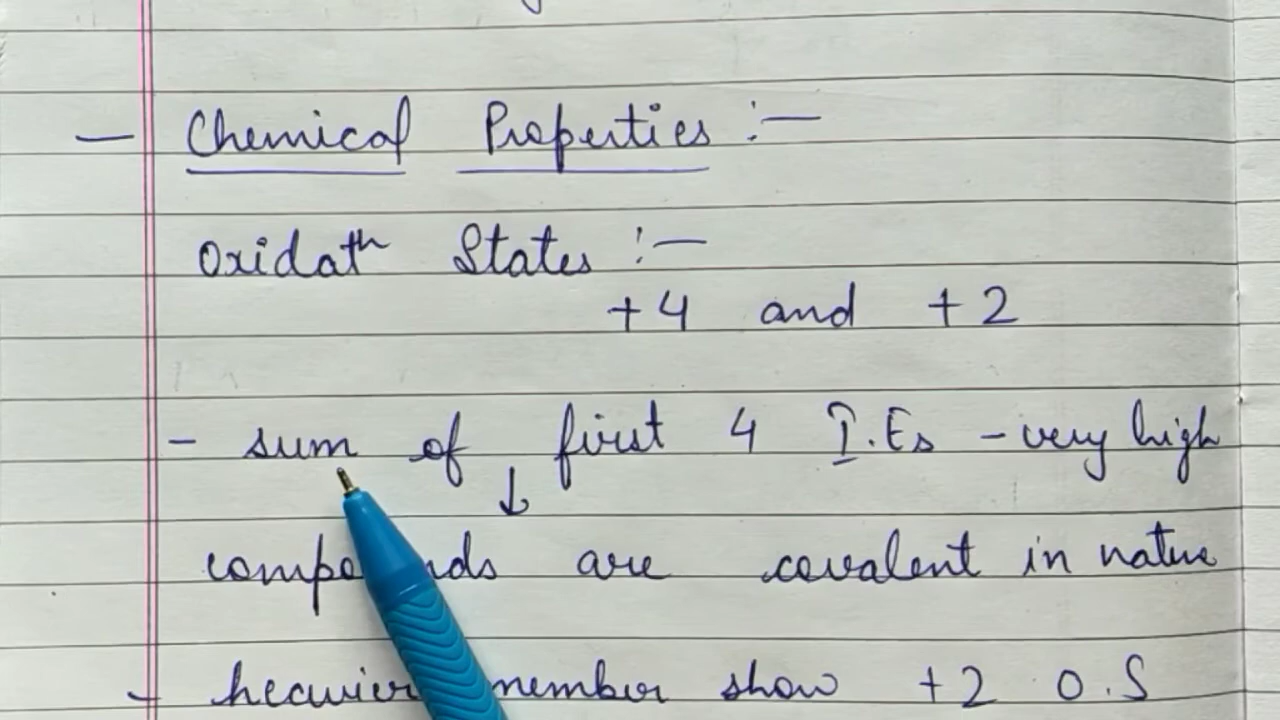 — Chemical Properties :—
Oxidatn States :—
+4 and +2
- sum of first 4 I.Es - very high
↓
compounds are covalent in nature
- heavier member show +2 O.S